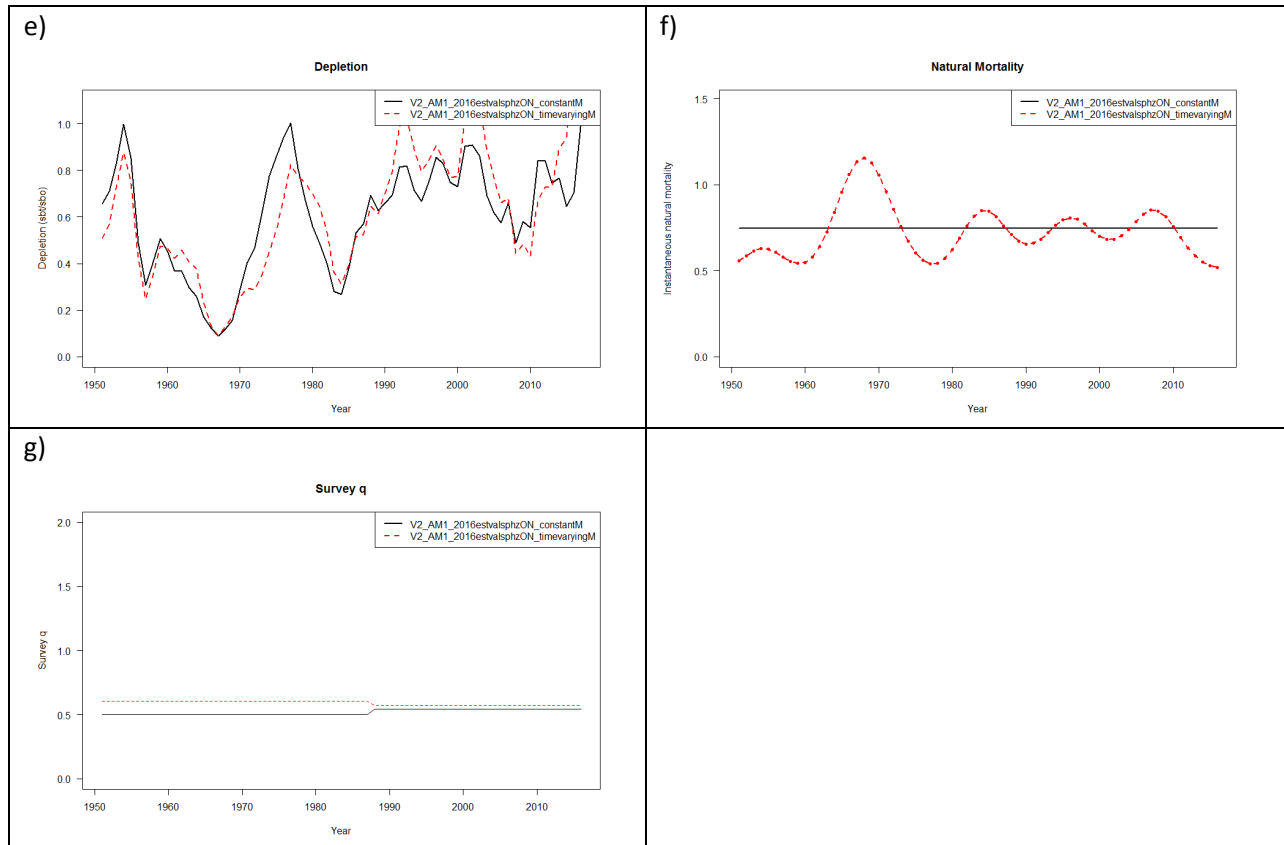 e)
Depletion
V2_AM1_2016estvalsphzON_constantM
V2_AM1_2016estvalsphzON_timevaryingM
Depletion (sbt/sbo)
1.0
0.8
0.6
0.4
0.2
0.0
1950 1960 1970 1980 1990 2000 2010
Year
f)
Natural Mortality
V2_AM1_2016estvalsphzON_constantM
V2_AM1_2016estvalsphzON_timevaryingM
Instantaneous natural mortality
1.5
1.0
0.5
0.0
1950 1960 1970 1980 1990 2000 2010
Year
g)
Survey q
V2_AM1_2016estvalsphzON_constantM
V2_AM1_2016estvalsphzON_timevaryingM
Survey q
2.0
1.5
1.0
0.5
0.0
1950 1960 1970 1980 1990 2000 2010
Year